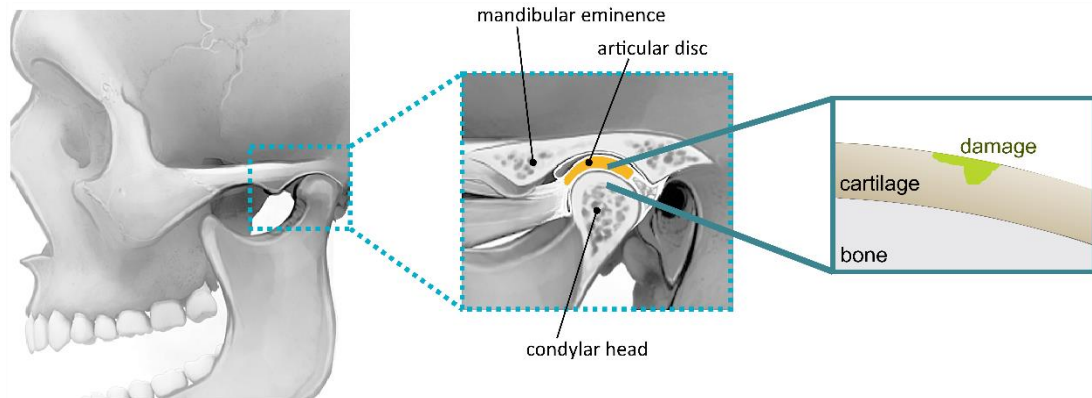 mandibular eminence
articular disc
condylar head
damage
cartilage
bone